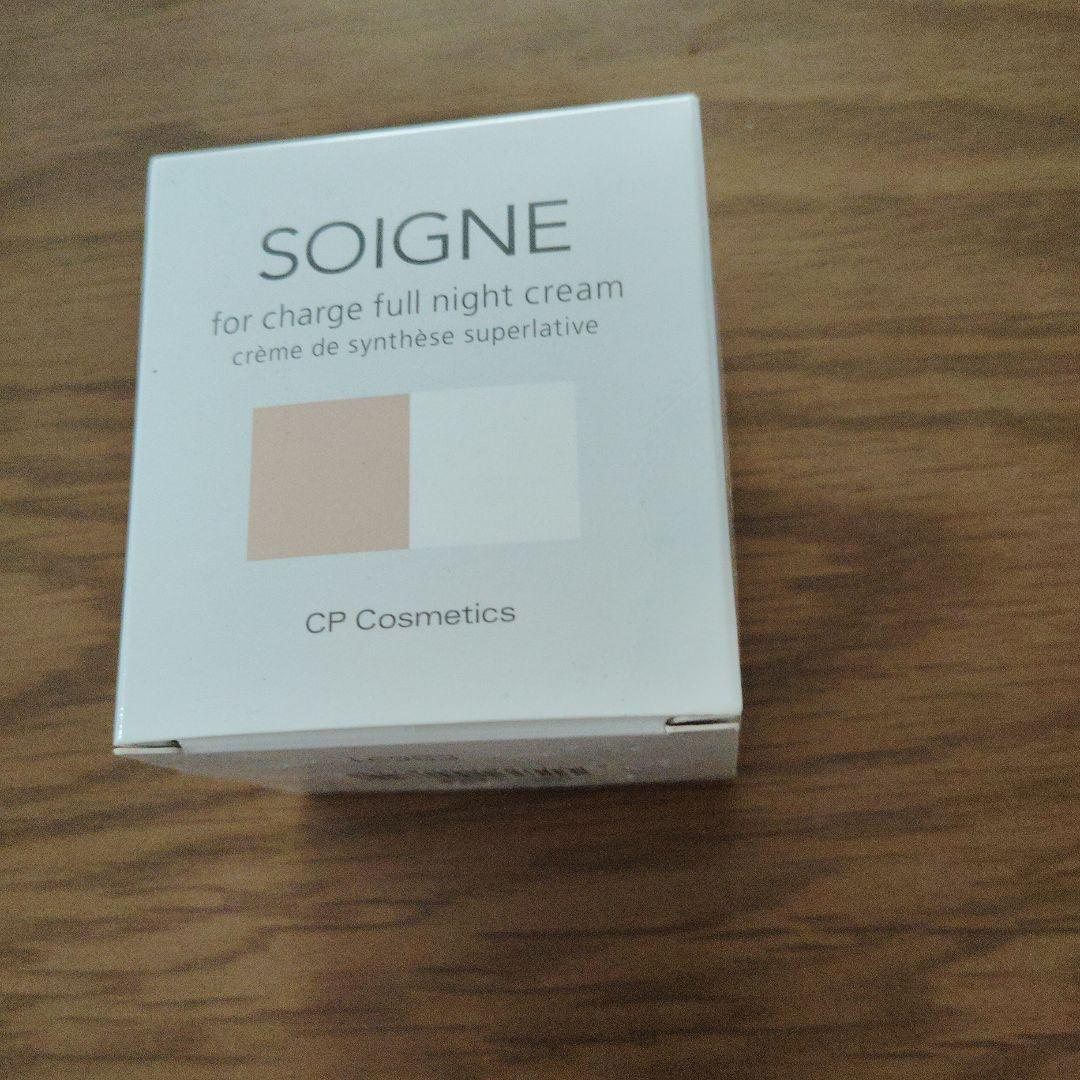 SOIGNE
for charge full night cream
crème de synthèse superlative
CP Cosmetics